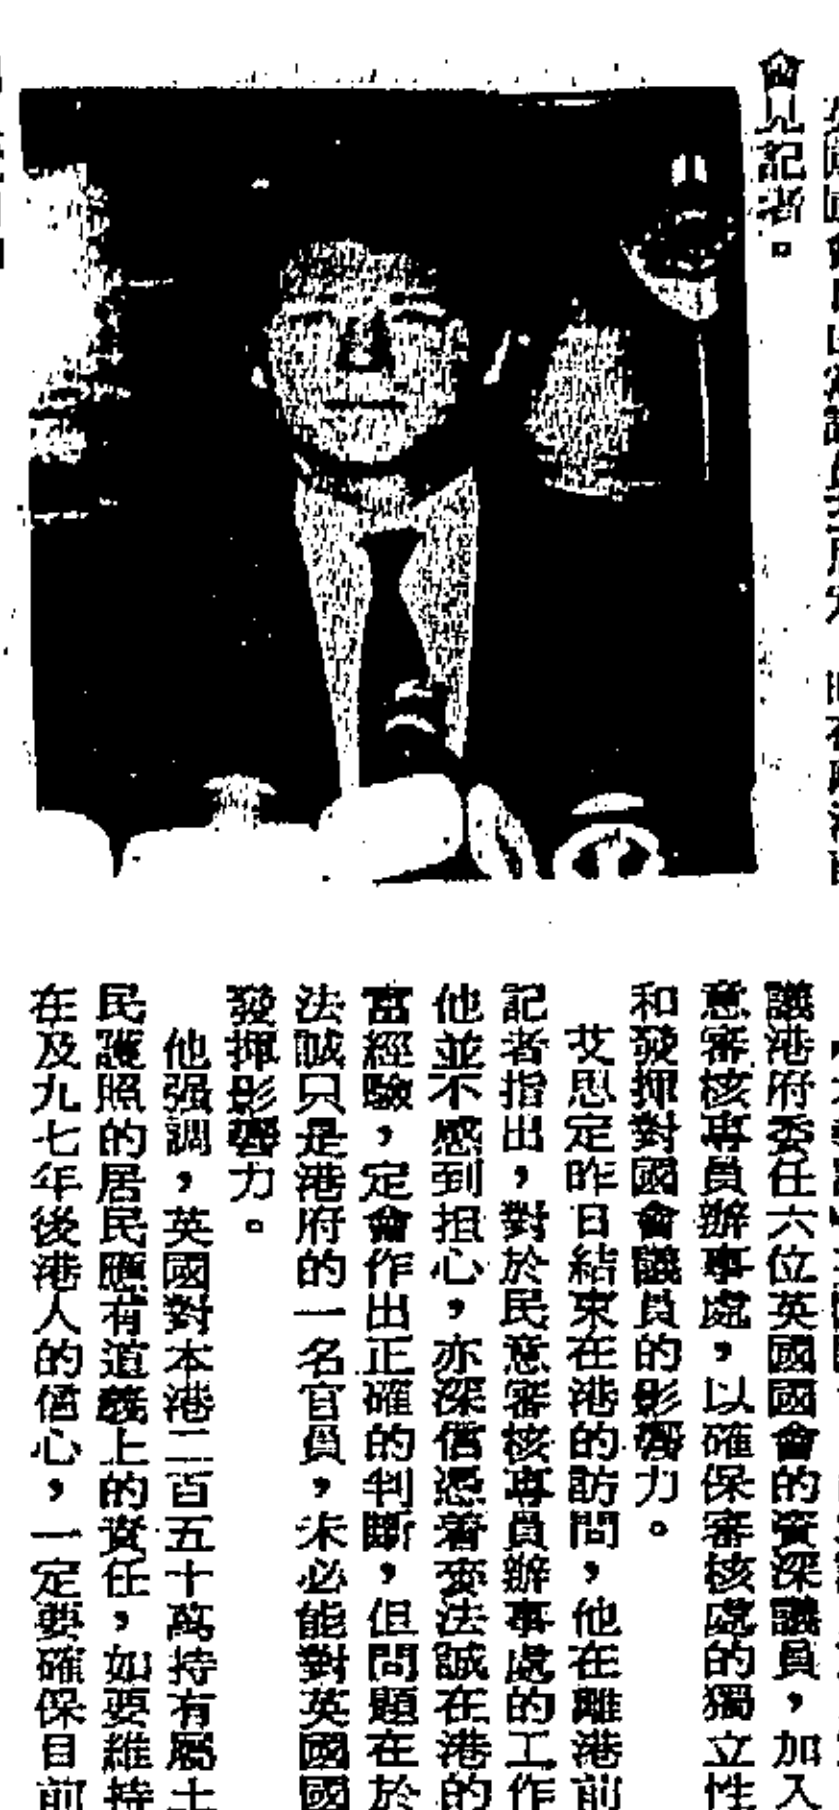 會見記者。
議港府委任六位英國國會的資深議員，加入
意審核專員辦事處，以確保審核處的獨立性
和發揮對國會議員的影響力。
艾思定昨日結束在港的訪問，他在離港前
記者指出，對於民意審核專員辦事處的工作
他並不感到担心，亦深信憑着麥法誠在港的
富經驗，定會作出正確的判斷，但問題在於
法誠只是港府的一名官員，未必能對英國國
發揮影響力。
他强調，英國對本港二百五十萬持有屬土
民護照的居民應有道義上的責任，如要維持
在及九七年後港人的信心，一定要確保目前